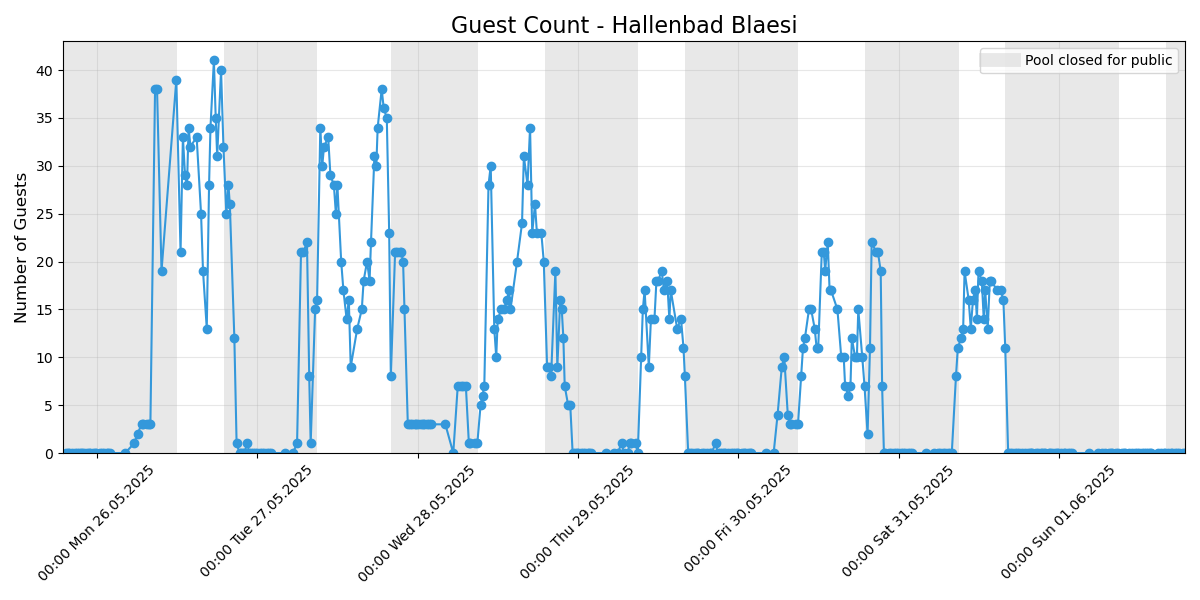 Guest Count - Hallenbad Blaesi
Pool closed for public
Number of Guests
40
35
30
25
20
15
10
5
0
00:00 Mon 26.05.2025
00:00 Tue 27.05.2025
00:00 Wed 28.05.2025
00:00 Thu 29.05.2025
00:00 Fri 30.05.2025
00:00 Sat 31.05.2025
00:00 Sun 01.06.2025